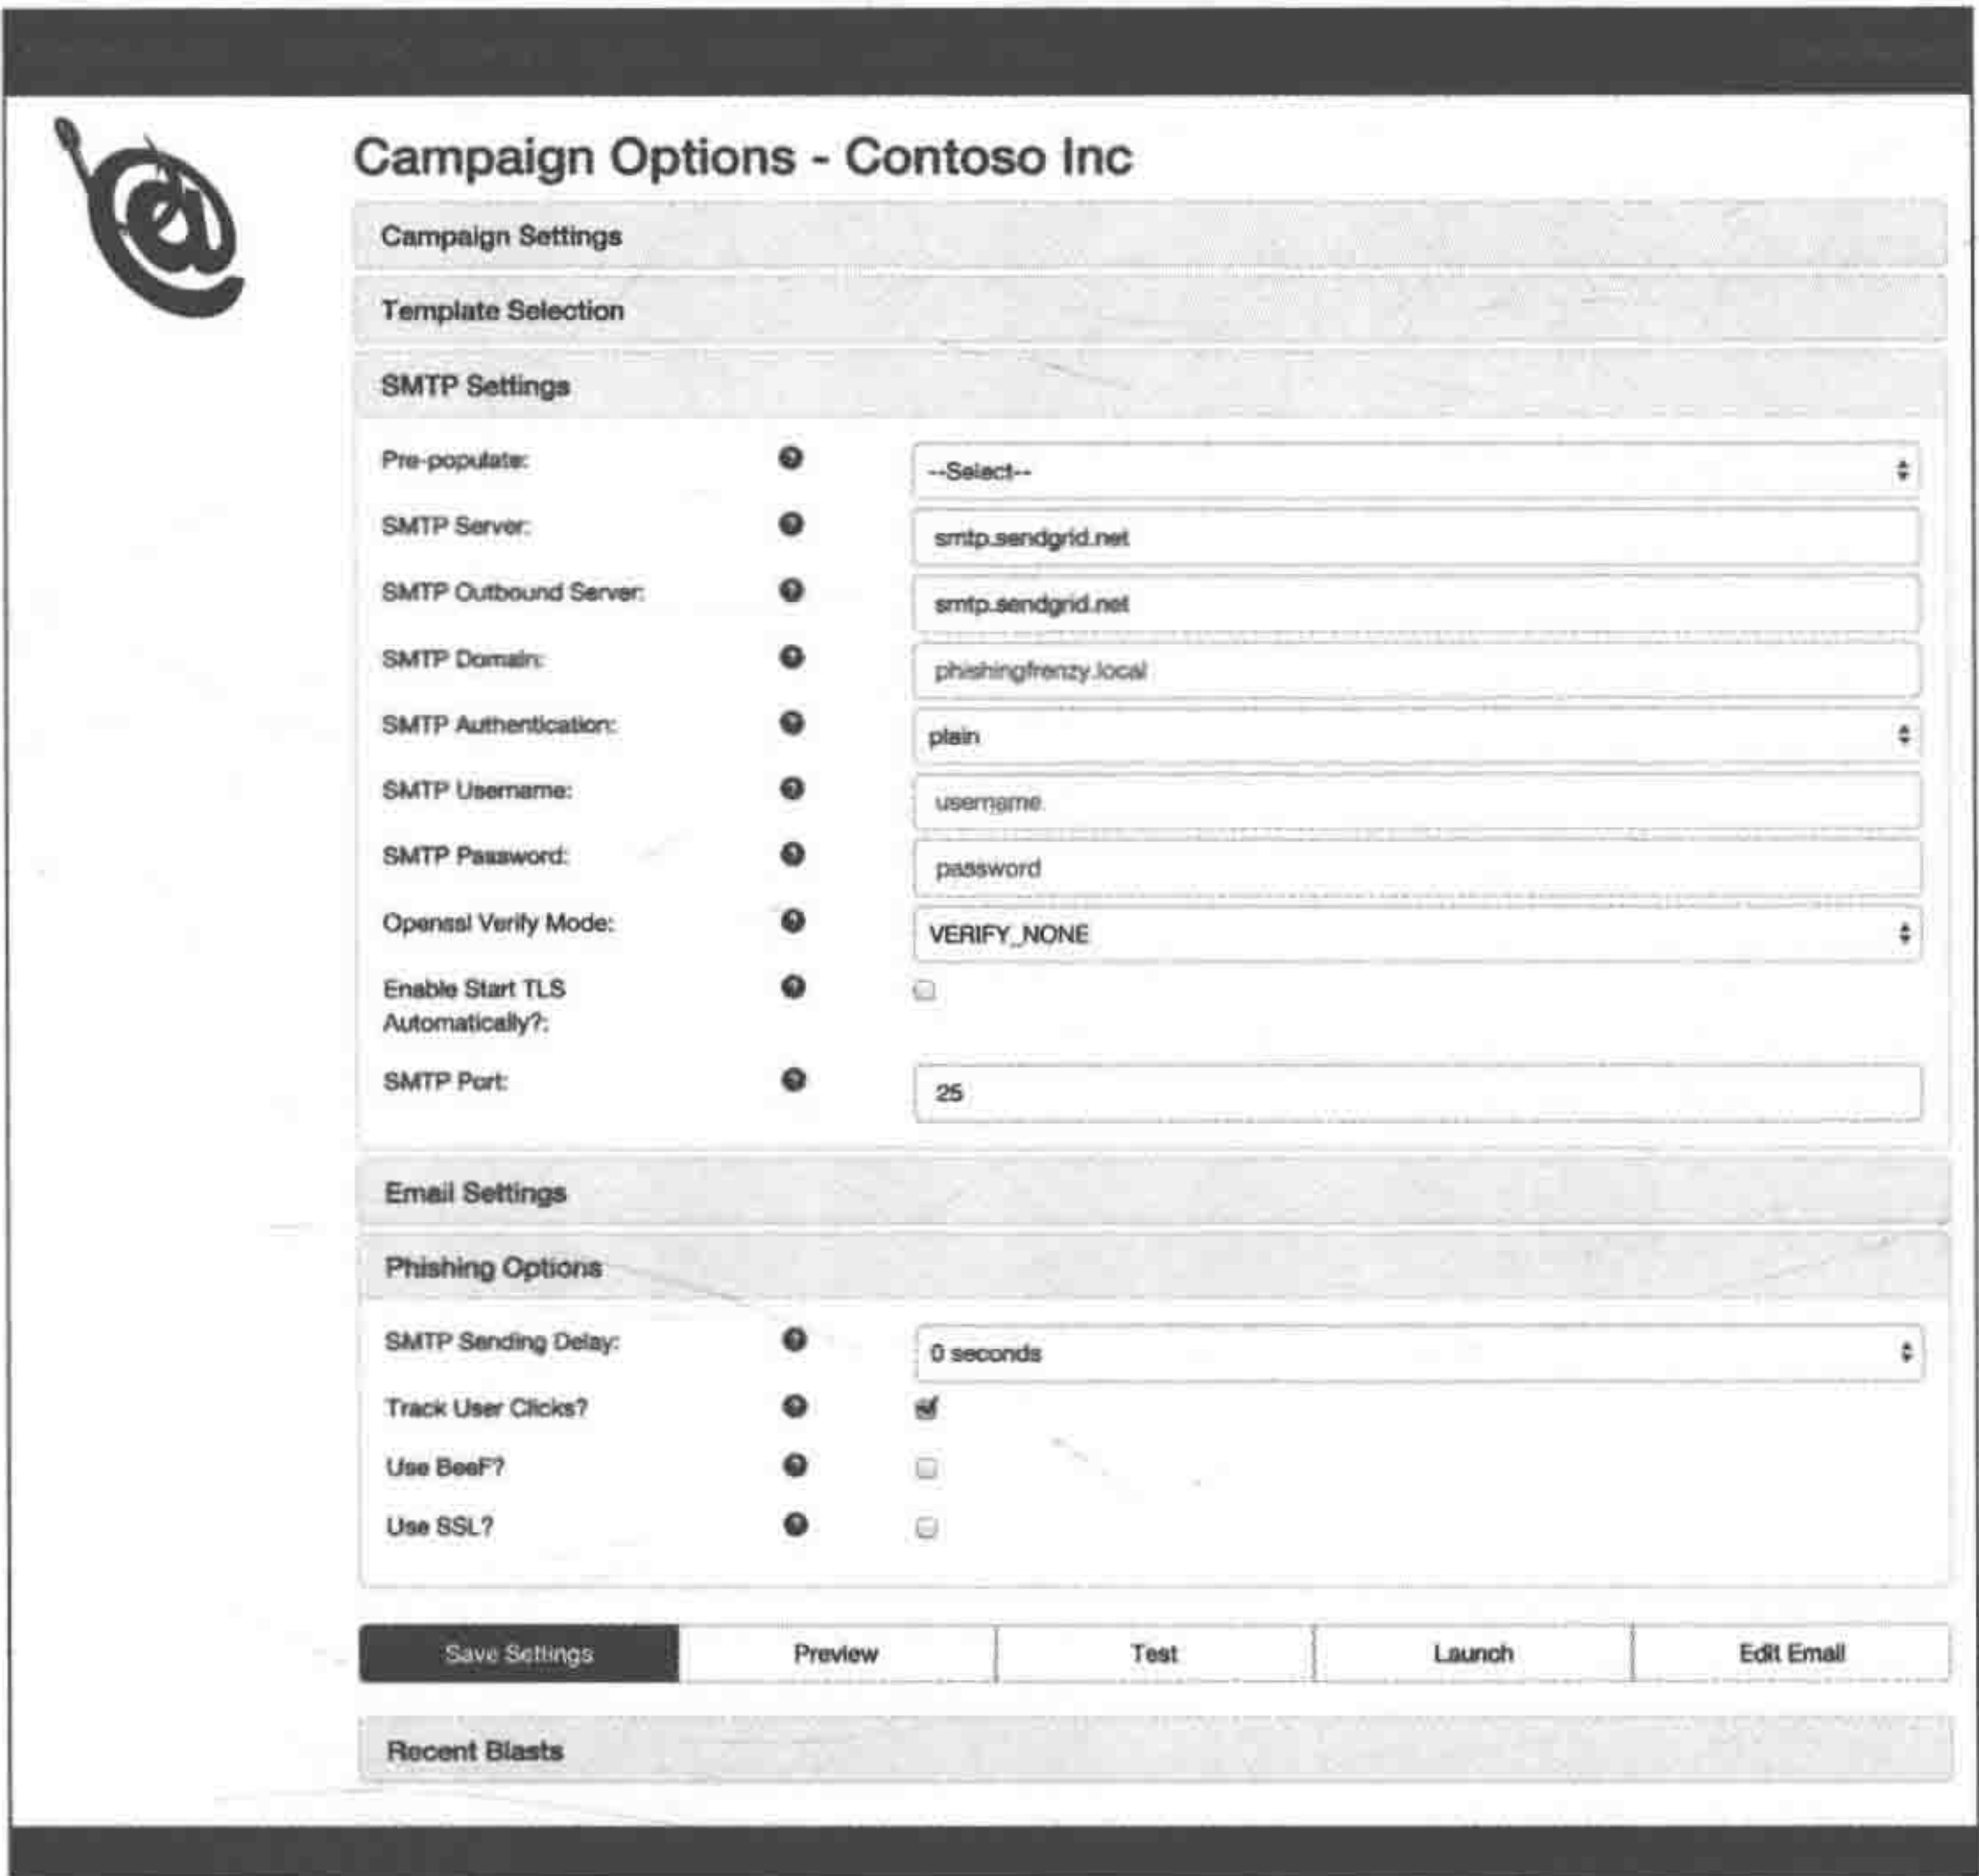 Campaign Options - Contoso Inc
Campaign Settings
Template Selection
SMTP Settings
Pre-populate: --Select--
SMTP Server: smtp.sendgrid.net
SMTP Outbound Server: smtp.sendgrid.net
SMTP Domain: phishingfrenzy.local
SMTP Authentication: plain
SMTP Username: username
SMTP Password: password
Openssl Verify Mode: VERIFY_NONE
Enable Start TLS
Automatically?:
SMTP Port: 25
Email Settings
Phishing Options
SMTP Sending Delay: 0 seconds
Track User Clicks?
Use BeeF?
Use SSL?
Save Settings Preview Test Launch Edit Email
Recent Blasts